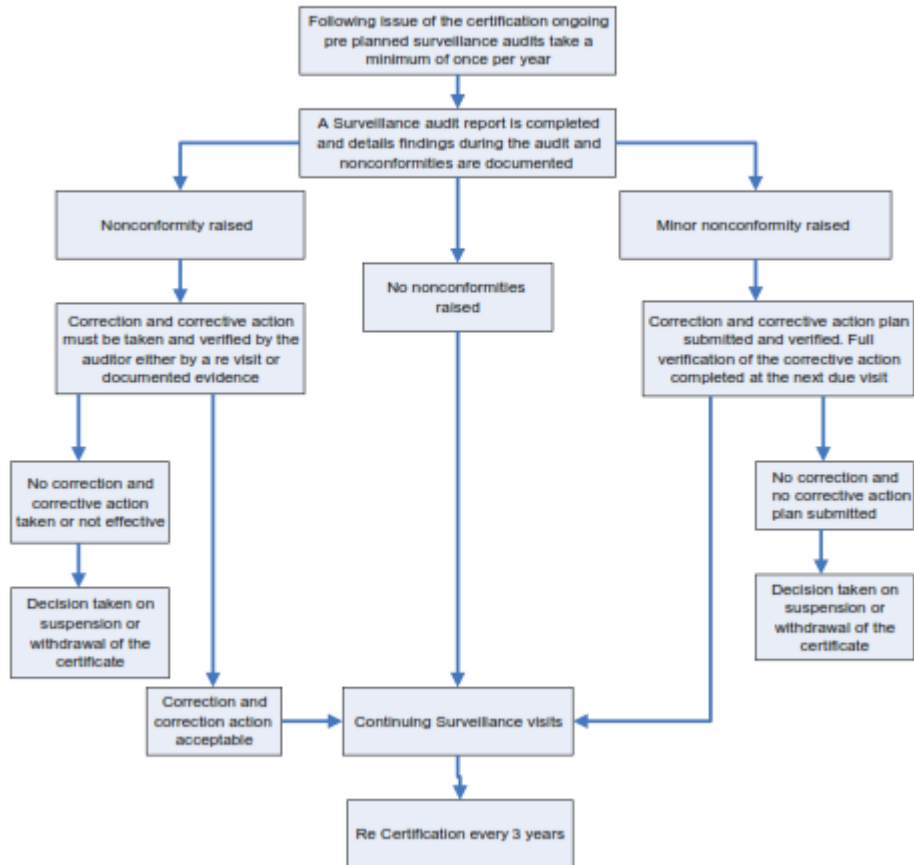 Following issue of the certification ongoing
pre planned surveillance audits take a
minimum of once per year
A Surveillance audit report is completed
and details findings during the audit and
nonconformities are documented
Nonconformity raised
No nonconformities
raised
Minor nonconformity raised
Correction and corrective action
must be taken and verified by the
auditor either by a re visit or
documented evidence
Correction and corrective action plan
submitted and verified. Full
verification of the corrective action
completed at the next due visit
No correction and
corrective action
taken or not effective
No correction and
no corrective action
plan submitted
Decision taken on
suspension or
withdrawal of the
certificate
Decision taken on
suspension or
withdrawal of the
certificate
Correction and
correction action
acceptable
Continuing Surveillance visits
Re Certification every 3 years